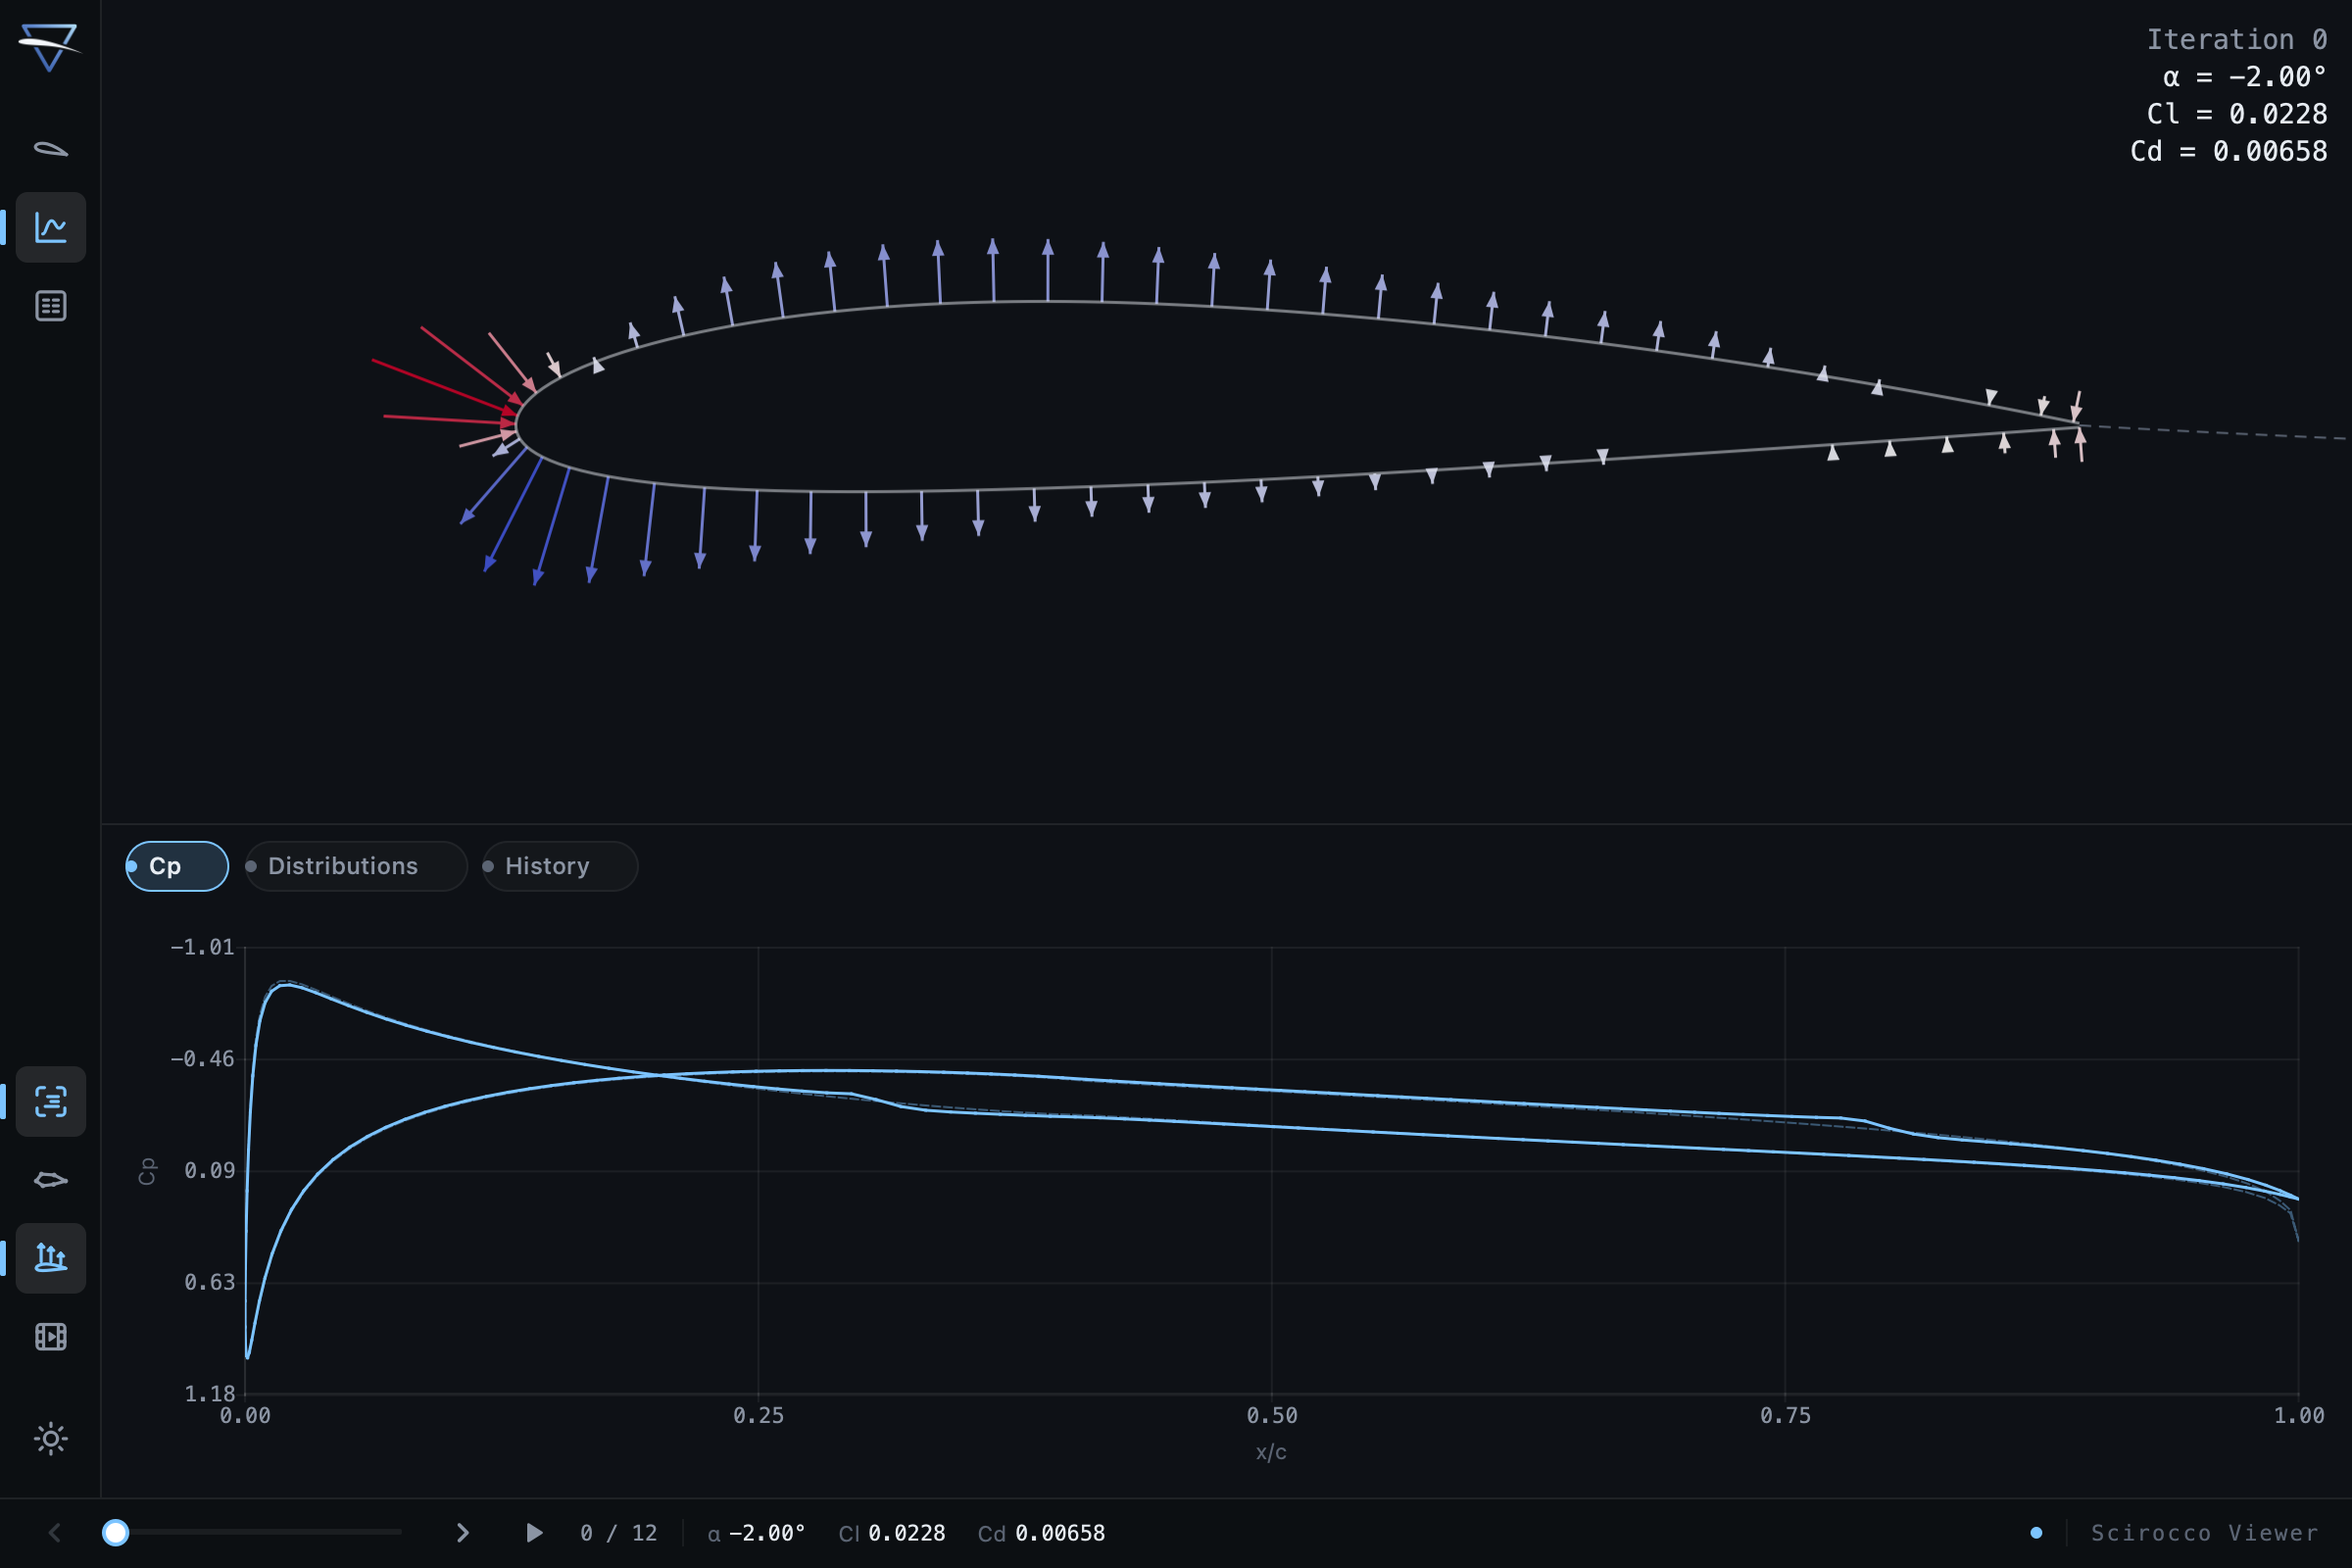 Iteration 0
α = −2.00°
Cl = 0.0228
Cd = 0.00658
Cp
Distributions
History
−1.01
−0.46
0.09
0.63
1.18
Cp
0.00
0.25
0.50
0.75
1.00
x/c
0 / 12
α −2.00°
Cl 0.0228
Cd 0.00658
Scirocco Viewer